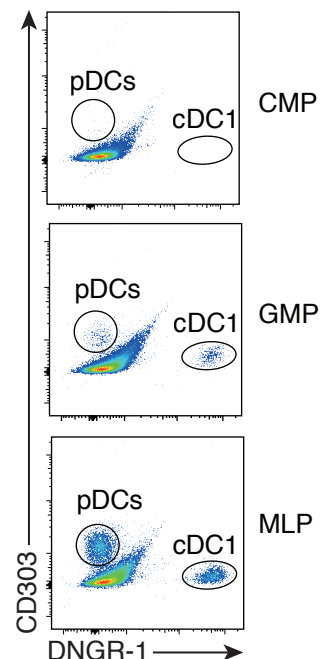 pDCs
cDC1
CMP
pDCs
cDC1
GMP
pDCs
cDC1
MLP
CD303
DNGR-1